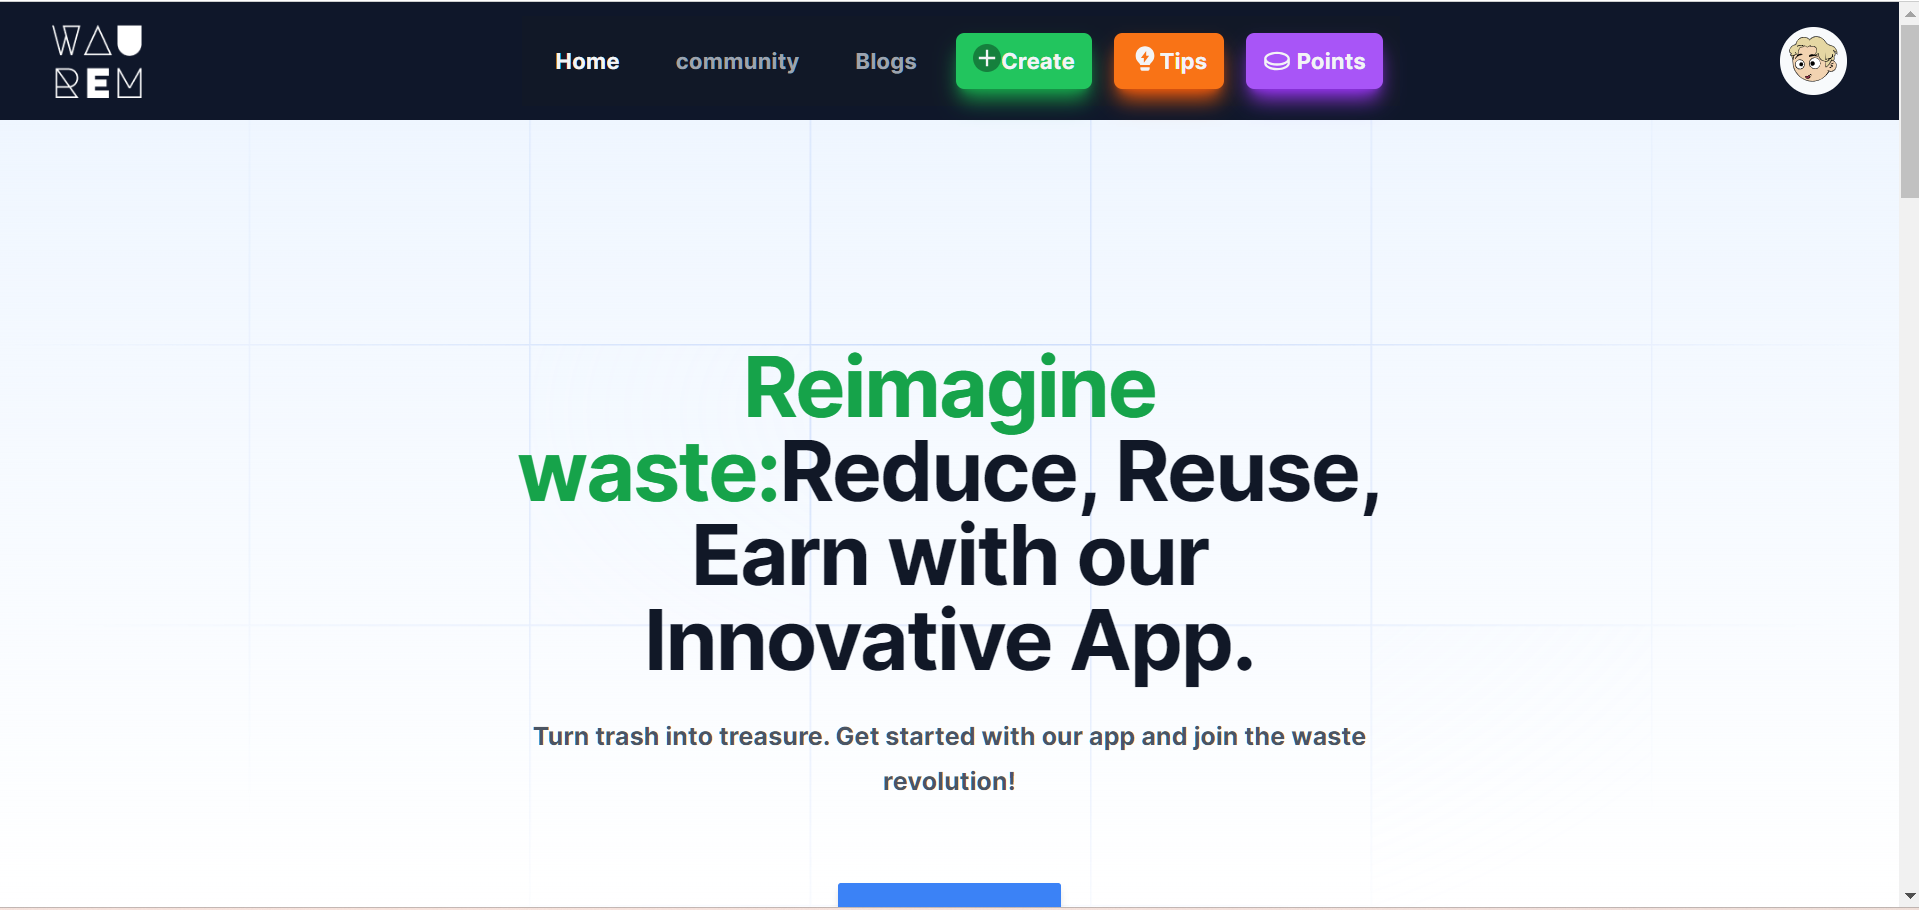 WAU
REM
Home community Blogs Create Tips Points
Reimagine
waste:Reduce, Reuse,
Earn with our
Innovative App.
Turn trash into treasure. Get started with our app and join the waste
revolution!